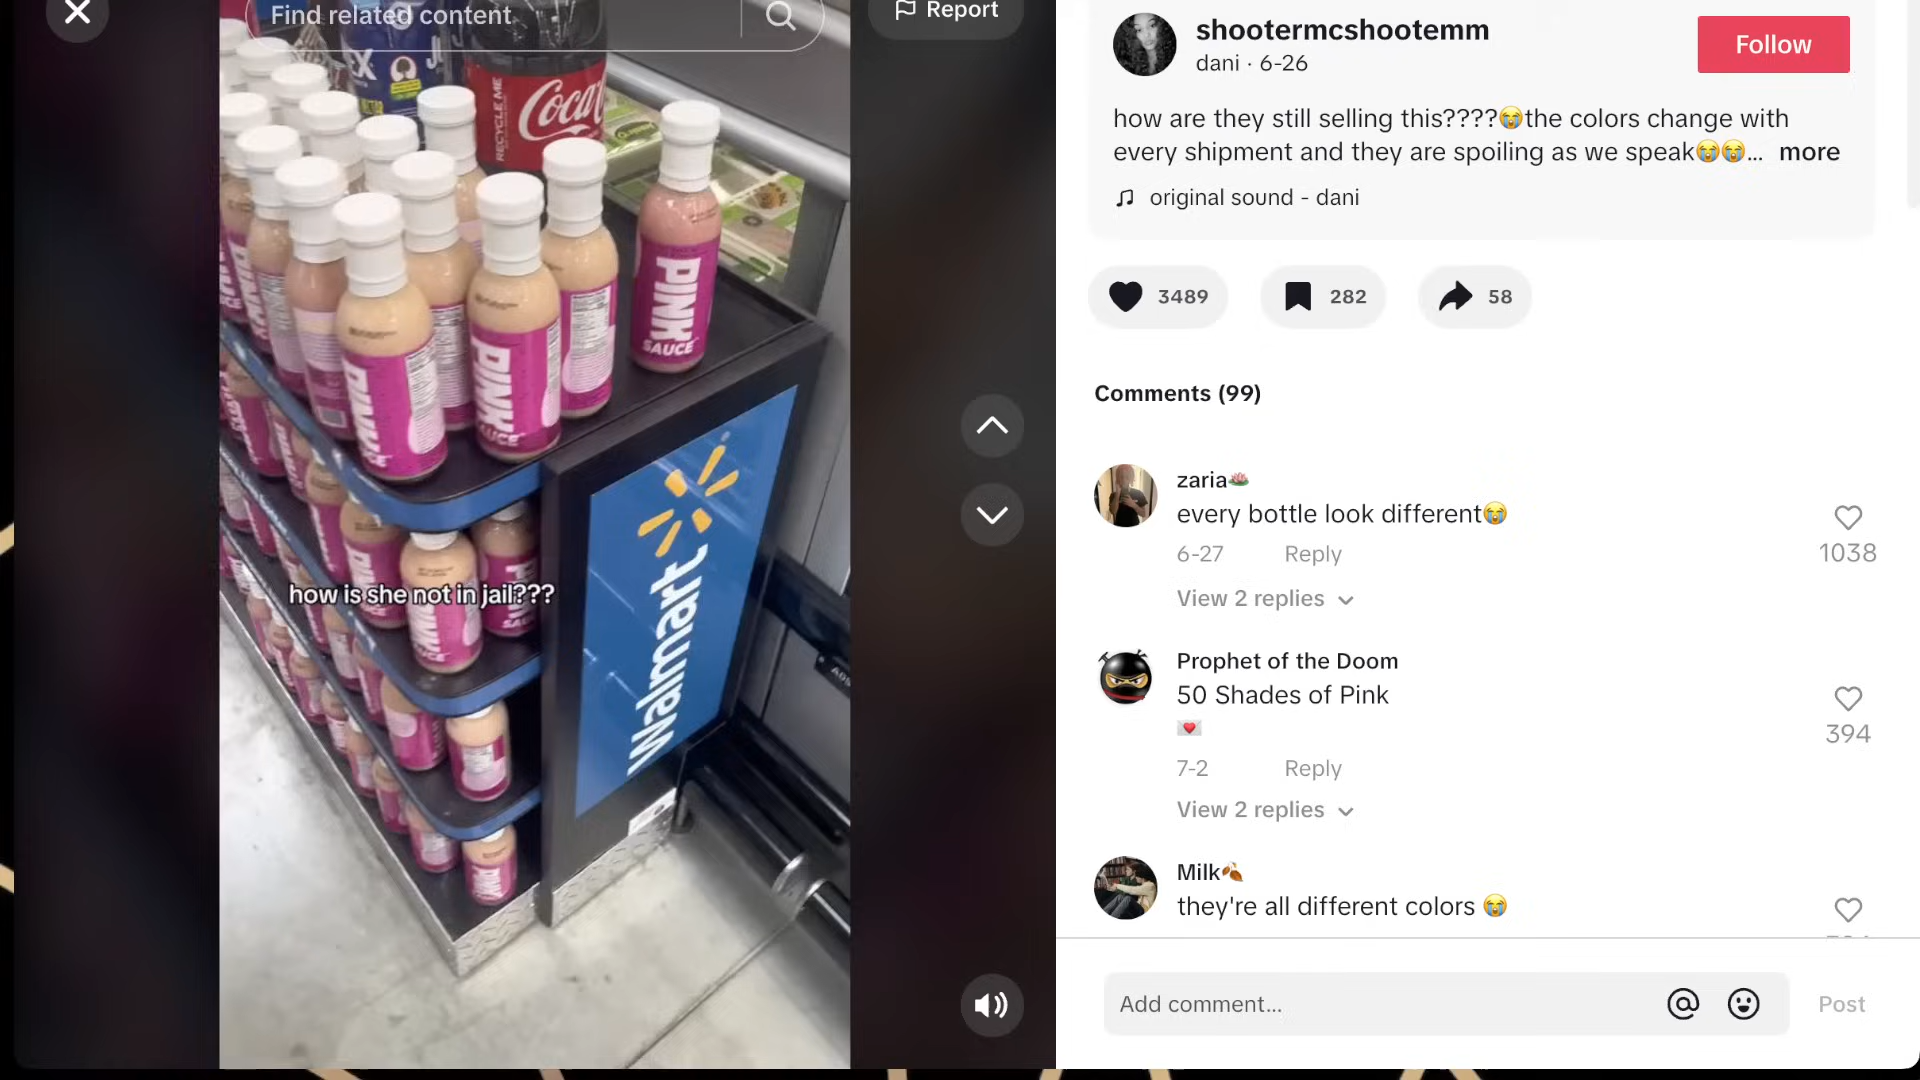 Find related content
Report
RECYCLE ME
Coca
PINK
SAUCE
PINK
PINK
how is she not in jail???
Walmart
shootermcshootemm
dani · 6-26
Follow
how are they still selling this????😭the colors change with
every shipment and they are spoiling as we speak😭😭... more
original sound - dani
3489
282
58
Comments (99)
zaria🪷
every bottle look different😭
6-27 Reply
1038
View 2 replies
Prophet of the Doom
50 Shades of Pink
💌
7-2 Reply
394
View 2 replies
Milk🍂
they're all different colors 😭
Add comment...
Post